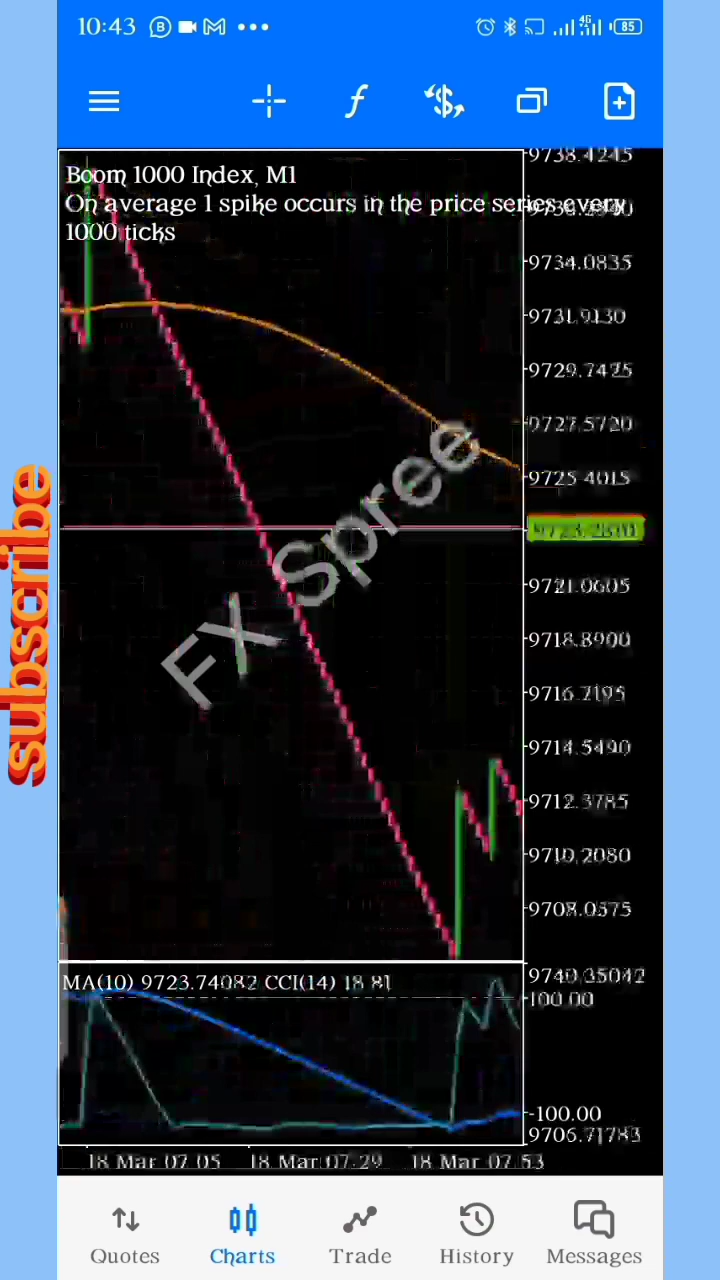 10:43
4G
85
Boom 1000 Index, M1
On average 1 spike occurs in the price series every
1000 ticks
9738.4245
9734.0835
9731.9130
9729.7425
9727.5720
9725.4015
9721.0605
9718.8900
9716.7195
9714.5490
9712.3785
9710.2080
9708.0375
FX Spree
subscribe
MA(10) 9723.74082 CCI(14) 18.81
100.00
-100.00
18 Mar 07:05 18 Mar 07:29 18 Mar 07:53
Quotes Charts Trade History Messages